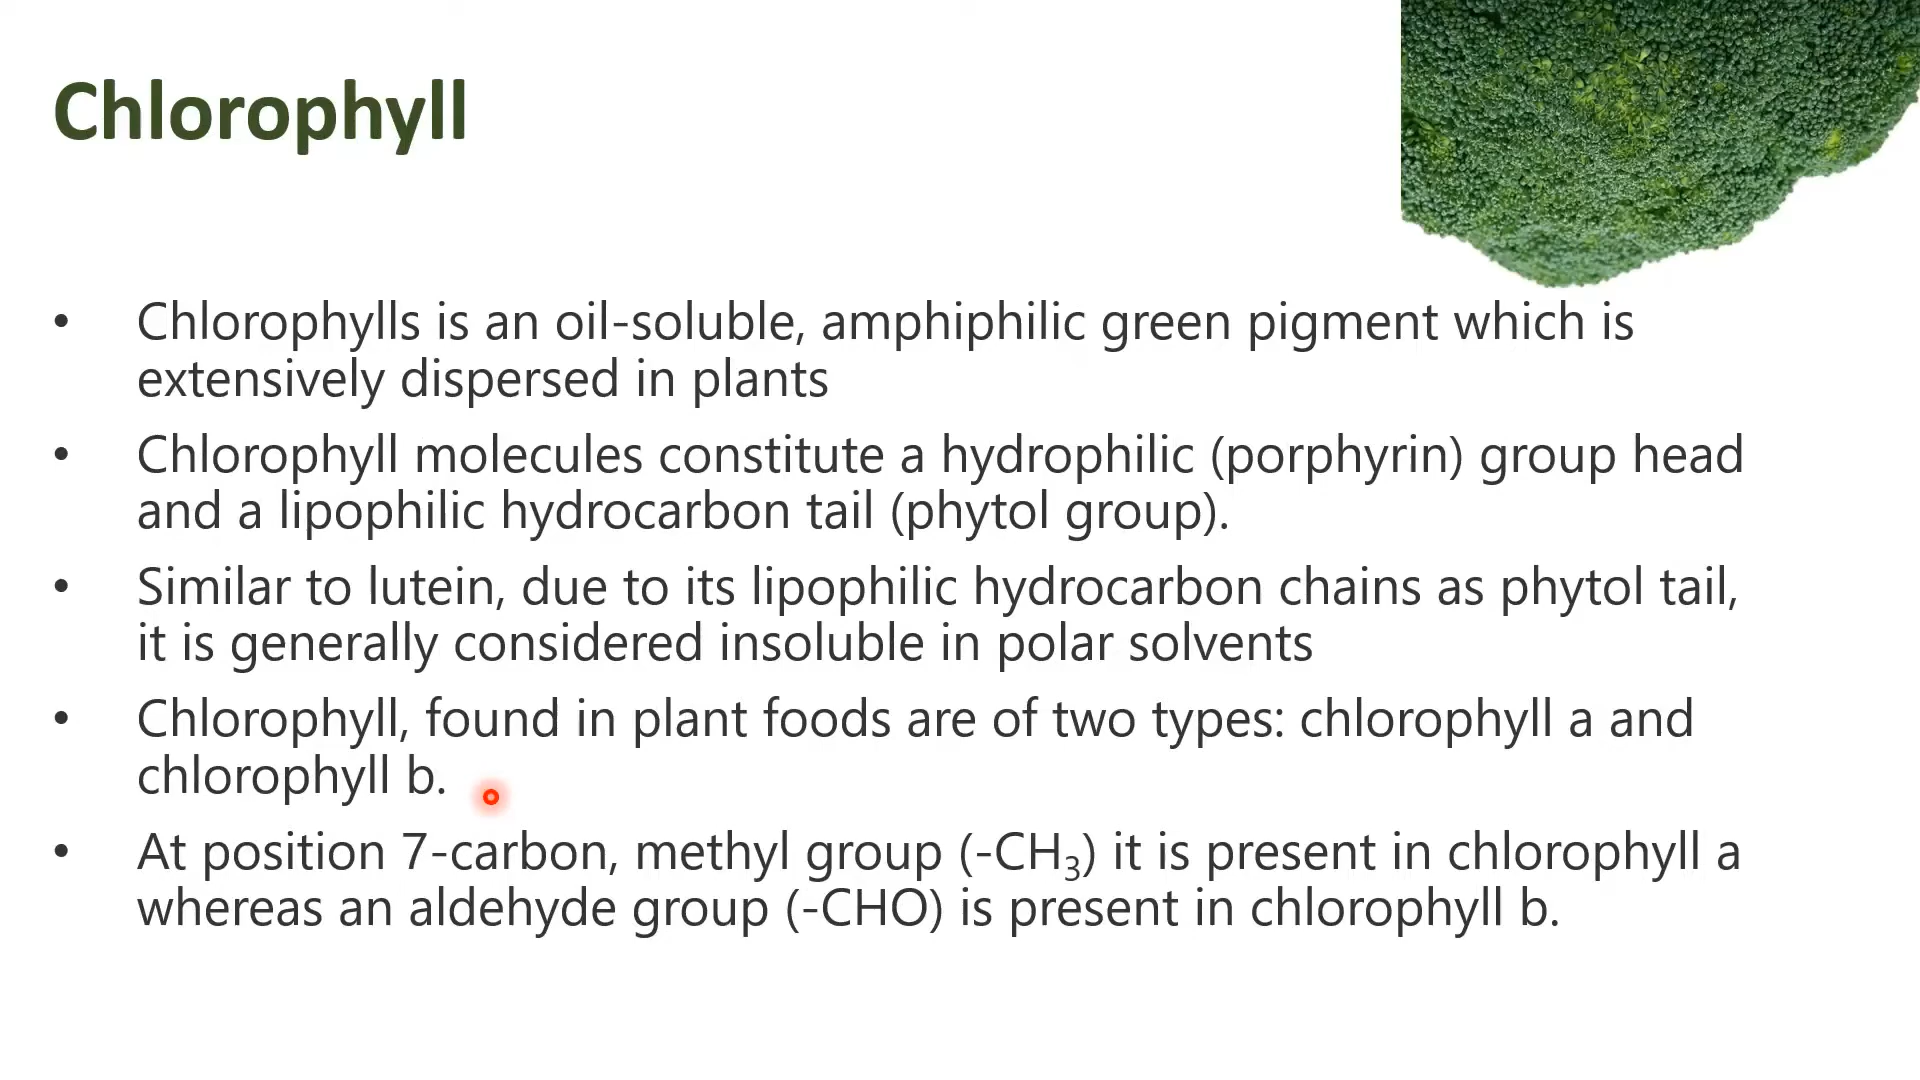 Chlorophyll
• Chlorophylls is an oil-soluble, amphiphilic green pigment which is
extensively dispersed in plants
• Chlorophyll molecules constitute a hydrophilic (porphyrin) group head
and a lipophilic hydrocarbon tail (phytol group).
• Similar to lutein, due to its lipophilic hydrocarbon chains as phytol tail,
it is generally considered insoluble in polar solvents
• Chlorophyll, found in plant foods are of two types: chlorophyll a and
chlorophyll b.
• At position 7-carbon, methyl group (-CH₃) it is present in chlorophyll a
whereas an aldehyde group (-CHO) is present in chlorophyll b.